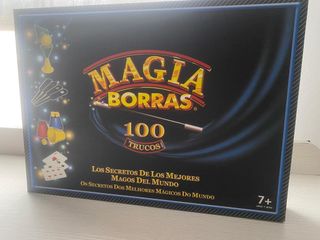 MAGIA
BORRAS®
100
TRUCOS
LOS SECRETOS DE LOS MEJORES
MAGOS DEL MUNDO
OS SECRETOS DOS MELHORES MÁGICOS DO MUNDO
7+